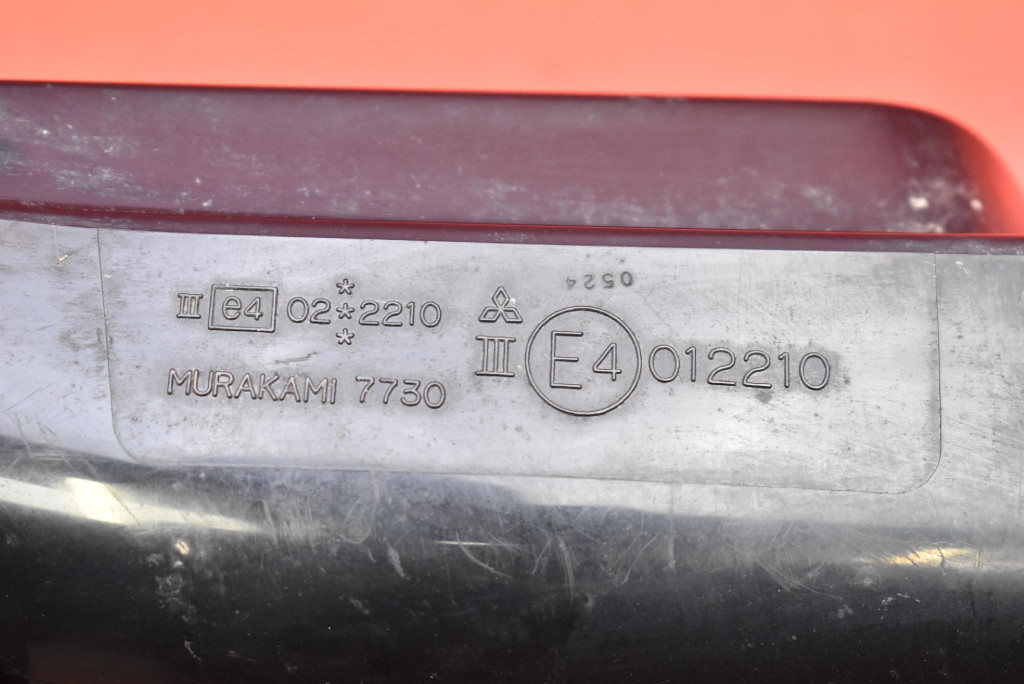 0524
III e4 02***2210
III E4 012210
MURAKAMI 7730